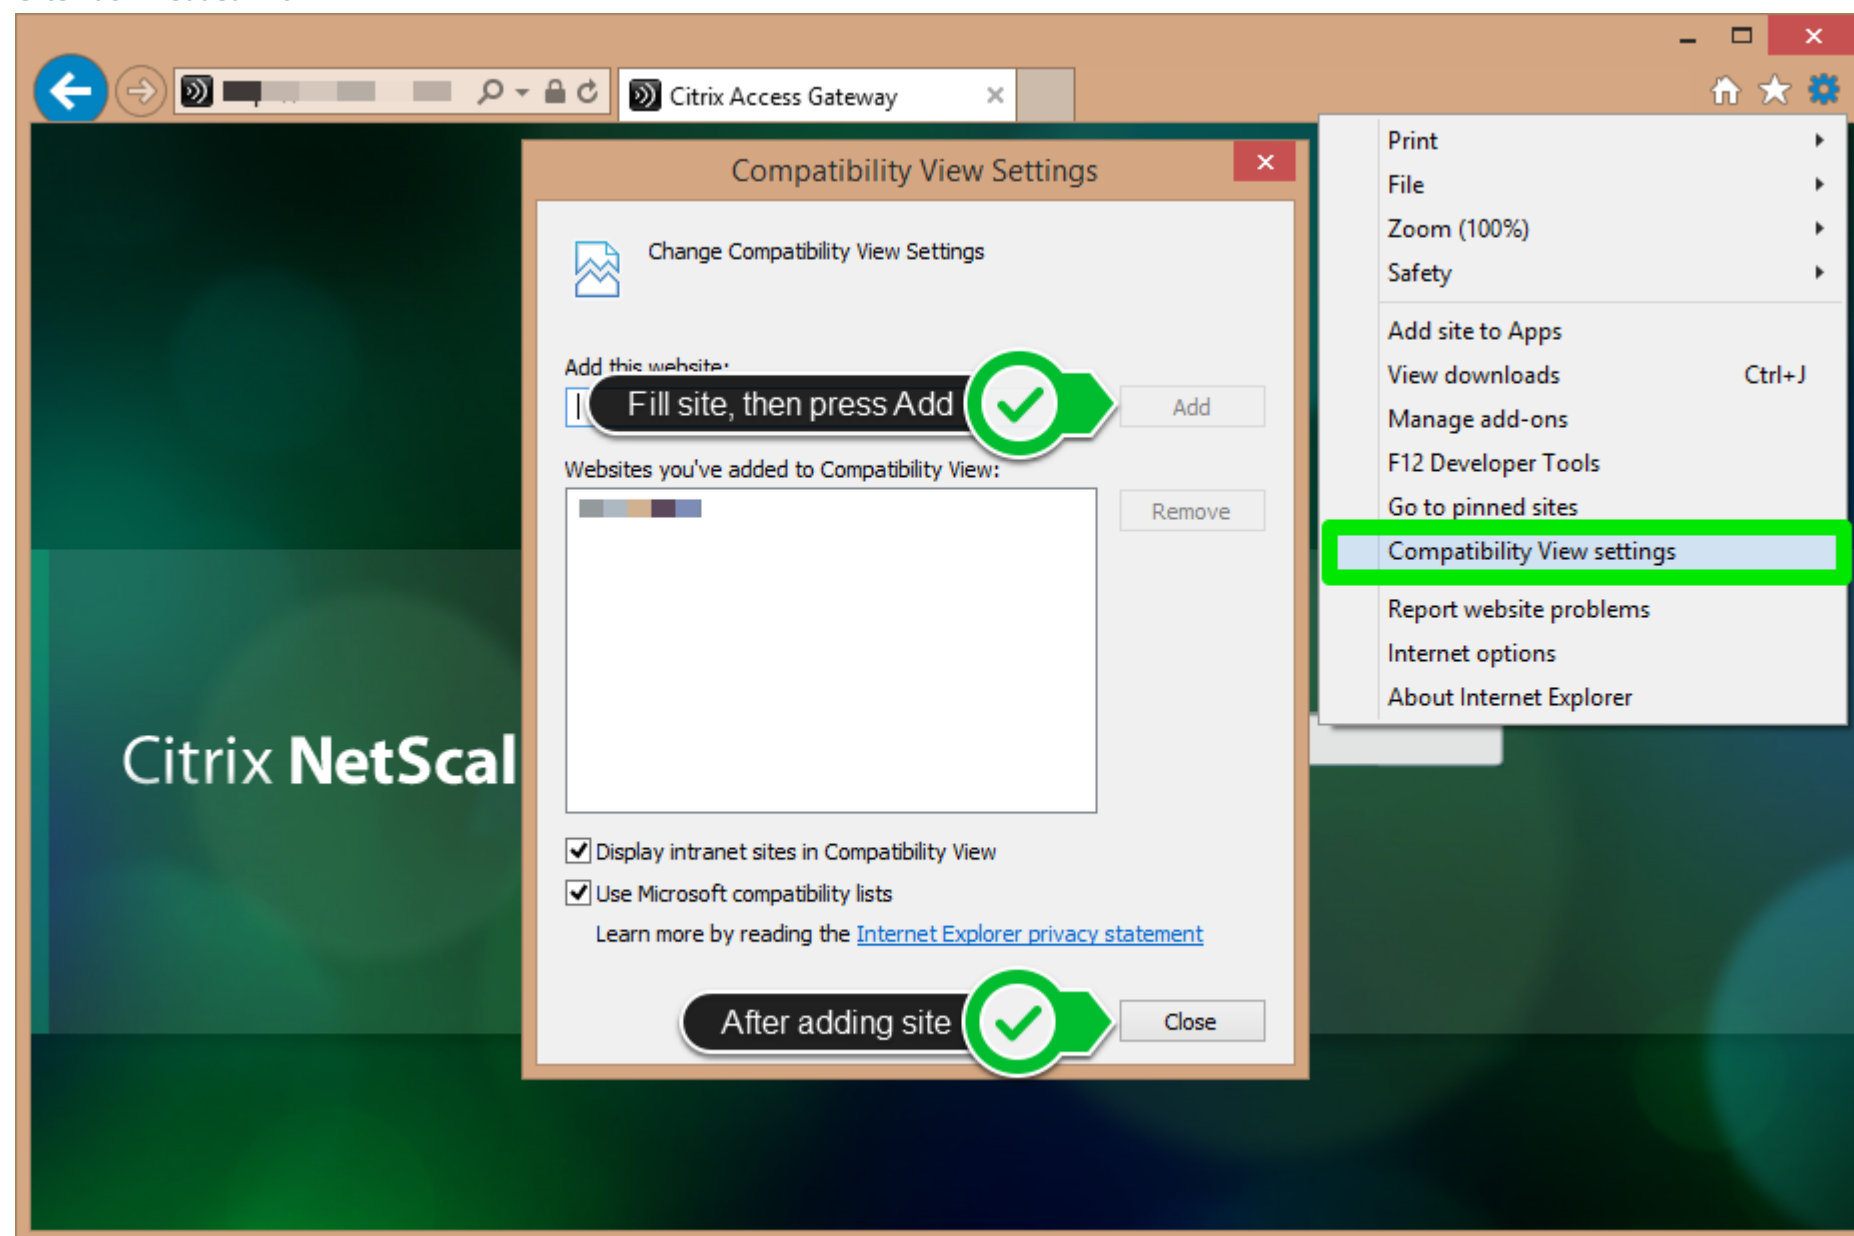 Citrix Access Gateway
Compatibility View Settings
Change Compatibility View Settings
Add this website:
Fill site, then press Add
Add
Websites you've added to Compatibility View:
Remove
Display intranet sites in Compatibility View
Use Microsoft compatibility lists
Learn more by reading the Internet Explorer privacy statement
After adding site
Close
Print
File
Zoom (100%)
Safety
Add site to Apps
View downloads Ctrl+J
Manage add-ons
F12 Developer Tools
Go to pinned sites
Compatibility View settings
Report website problems
Internet options
About Internet Explorer
Citrix NetScal